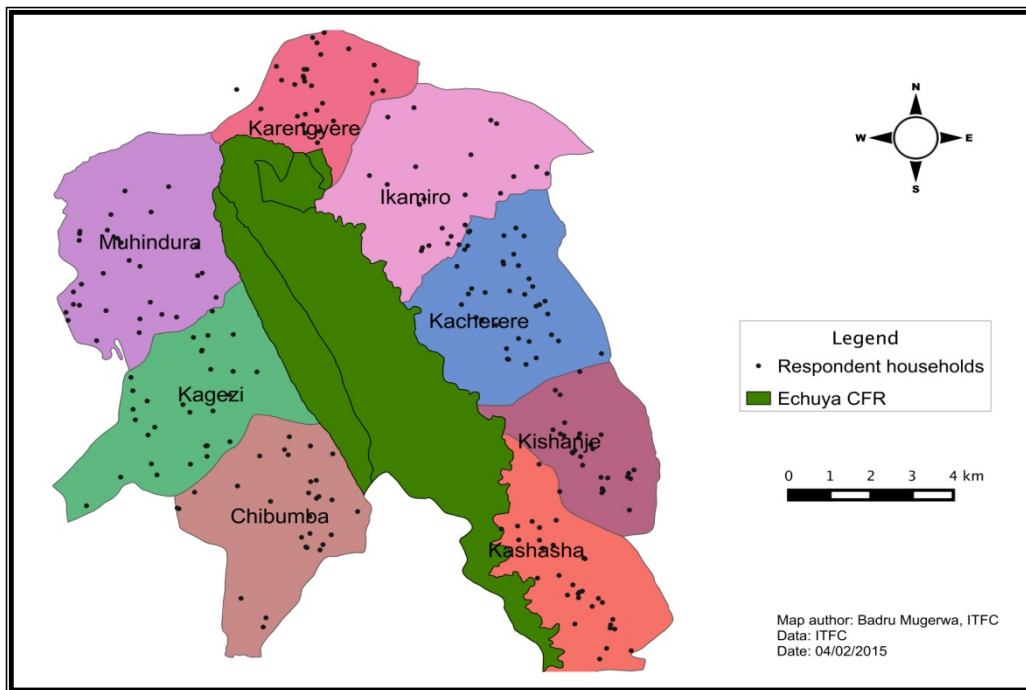 Karengyere
N
W
E
S
Ikamiro
Muhindura
Kacherere
Legend
Respondent households
Echuya CFR
Kagezi
Kishanje
0 1 2 3 4 km
Chibumba
Kashasha
Map author: Badru Mugerwa, ITFC
Data: ITFC
Date: 04/02/2015